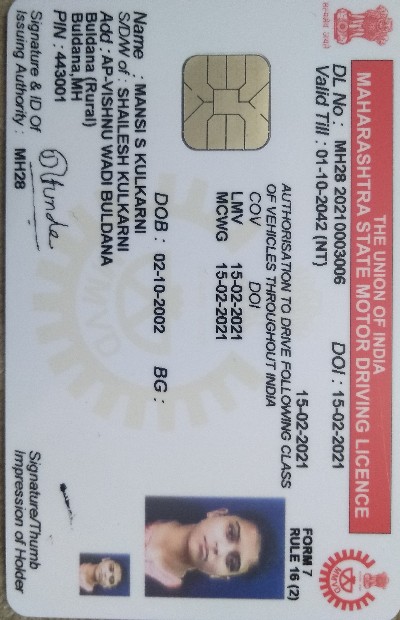 THE UNION OF INDIA
MAHARASHTRA STATE MOTOR DRIVING LICENCE
DL No : MH28 20210003006 DOI : 15-02-2021
Valid Till : 01-10-2042 (NT)
15-02-2021
FORM 7
RULE 16 (2)
AUTHORISATION TO DRIVE FOLLOWING CLASS
OF VEHICLES THROUGHOUT INDIA
COV DOI
LMV 15-02-2021
MCWG 15-02-2021
DOB : 02-10-2002 BG :
Name : MANSI S KULKARNI
S/D/W of : SHAILESH KULKARNI
Add : AP-VISHNU WADI BULDANA
Buldana (Rural)
Buldana,MH
PIN : 443001
Signature & ID Of
Issuing Authority : MH28
Signature/Thumb
Impression of Holder